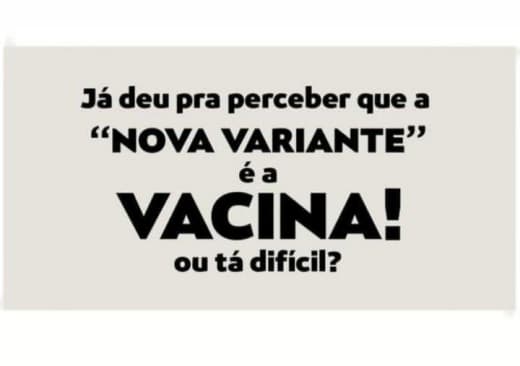 Já deu pra perceber que a
“NOVA VARIANTE”
é a
VACINA!
ou tá difícil?